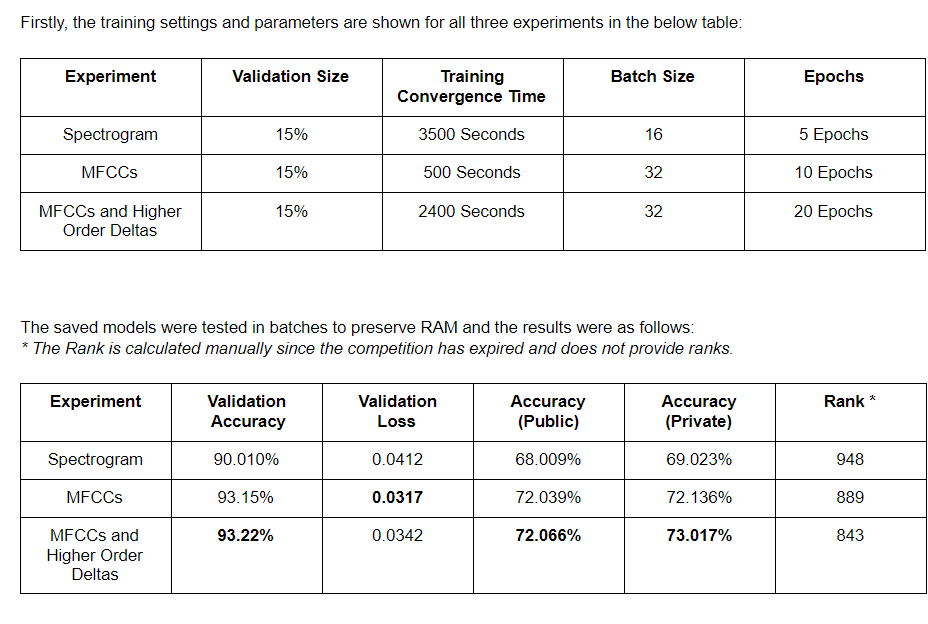 Firstly, the training settings and parameters are shown for all three experiments in the below table:
Experiment Validation Size Training Convergence Time Batch Size Epochs
Spectrogram 15% 3500 Seconds 16 5 Epochs
MFCCs 15% 500 Seconds 32 10 Epochs
MFCCs and Higher Order Deltas 15% 2400 Seconds 32 20 Epochs
The saved models were tested in batches to preserve RAM and the results were as follows:
* The Rank is calculated manually since the competition has expired and does not provide ranks.
Experiment Validation Accuracy Validation Loss Accuracy (Public) Accuracy (Private) Rank *
Spectrogram 90.010% 0.0412 68.009% 69.023% 948
MFCCs 93.15% 0.0317 72.039% 72.136% 889
MFCCs and Higher Order Deltas 93.22% 0.0342 72.066% 73.017% 843